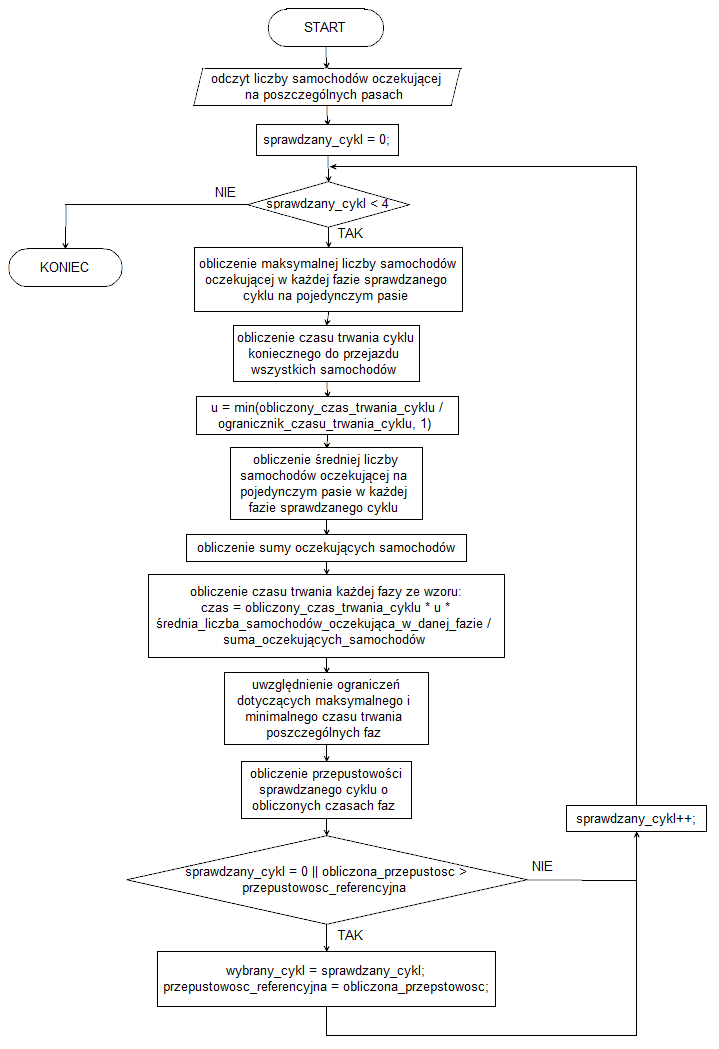 START
odczyt liczby samochodów oczekującej
na poszczególnych pasach
sprawdzany_cykl = 0;
NIE
sprawdzany_cykl < 4
TAK
KONIEC
obliczenie maksymalnej liczby samochodów
oczekującej w każdej fazie sprawdzanego
cyklu na pojedynczym pasie
obliczenie czasu trwania cyklu
koniecznego do przejazdu
wszystkich samochodów
u = min(obliczony_czas_trwania_cyklu /
ogranicznik_czasu_trwania_cyklu, 1)
obliczenie średniej liczby
samochodów oczekującej na
pojedynczym pasie w każdej
fazie sprawdzanego cyklu
obliczenie sumy oczekujących samochodów
obliczenie czasu trwania każdej fazy ze wzoru:
czas = obliczony_czas_trwania_cyklu * u *
średnia_liczba_samochodów_oczekująca_w_danej_fazie /
suma_oczekujących_samochodów
uwzględnienie ograniczeń
dotyczących maksymalnego i
minimalnego czasu trwania
poszczególnych faz
obliczenie przepustowości
sprawdzanego cyklu o
obliczonych czasach faz
sprawdzany_cykl++;
sprawdzany_cykl = 0 || obliczona_przepustosc >
przepustowosc_referencyjna
NIE
TAK
wybrany_cykl = sprawdzany_cykl;
przepustowosc_referencyjna = obliczona_przepstowosc;